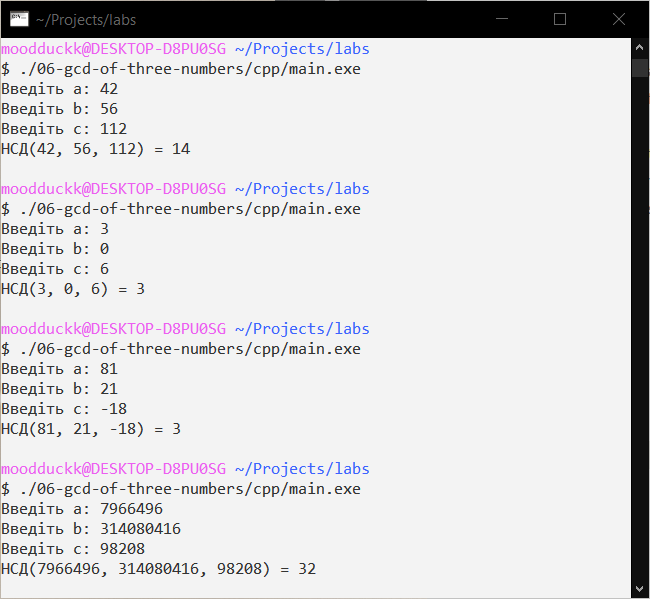 ~/Projects/labs
moodduckk@DESKTOP-D8PU0SG ~/Projects/labs
$ ./06-gcd-of-three-numbers/cpp/main.exe
Введіть a: 42
Введіть b: 56
Введіть c: 112
НСД(42, 56, 112) = 14
moodduckk@DESKTOP-D8PU0SG ~/Projects/labs
$ ./06-gcd-of-three-numbers/cpp/main.exe
Введіть a: 3
Введіть b: 0
Введіть c: 6
НСД(3, 0, 6) = 3
moodduckk@DESKTOP-D8PU0SG ~/Projects/labs
$ ./06-gcd-of-three-numbers/cpp/main.exe
Введіть a: 81
Введіть b: 21
Введіть c: -18
НСД(81, 21, -18) = 3
moodduckk@DESKTOP-D8PU0SG ~/Projects/labs
$ ./06-gcd-of-three-numbers/cpp/main.exe
Введіть a: 7966496
Введіть b: 314080416
Введіть c: 98208
НСД(7966496, 314080416, 98208) = 32